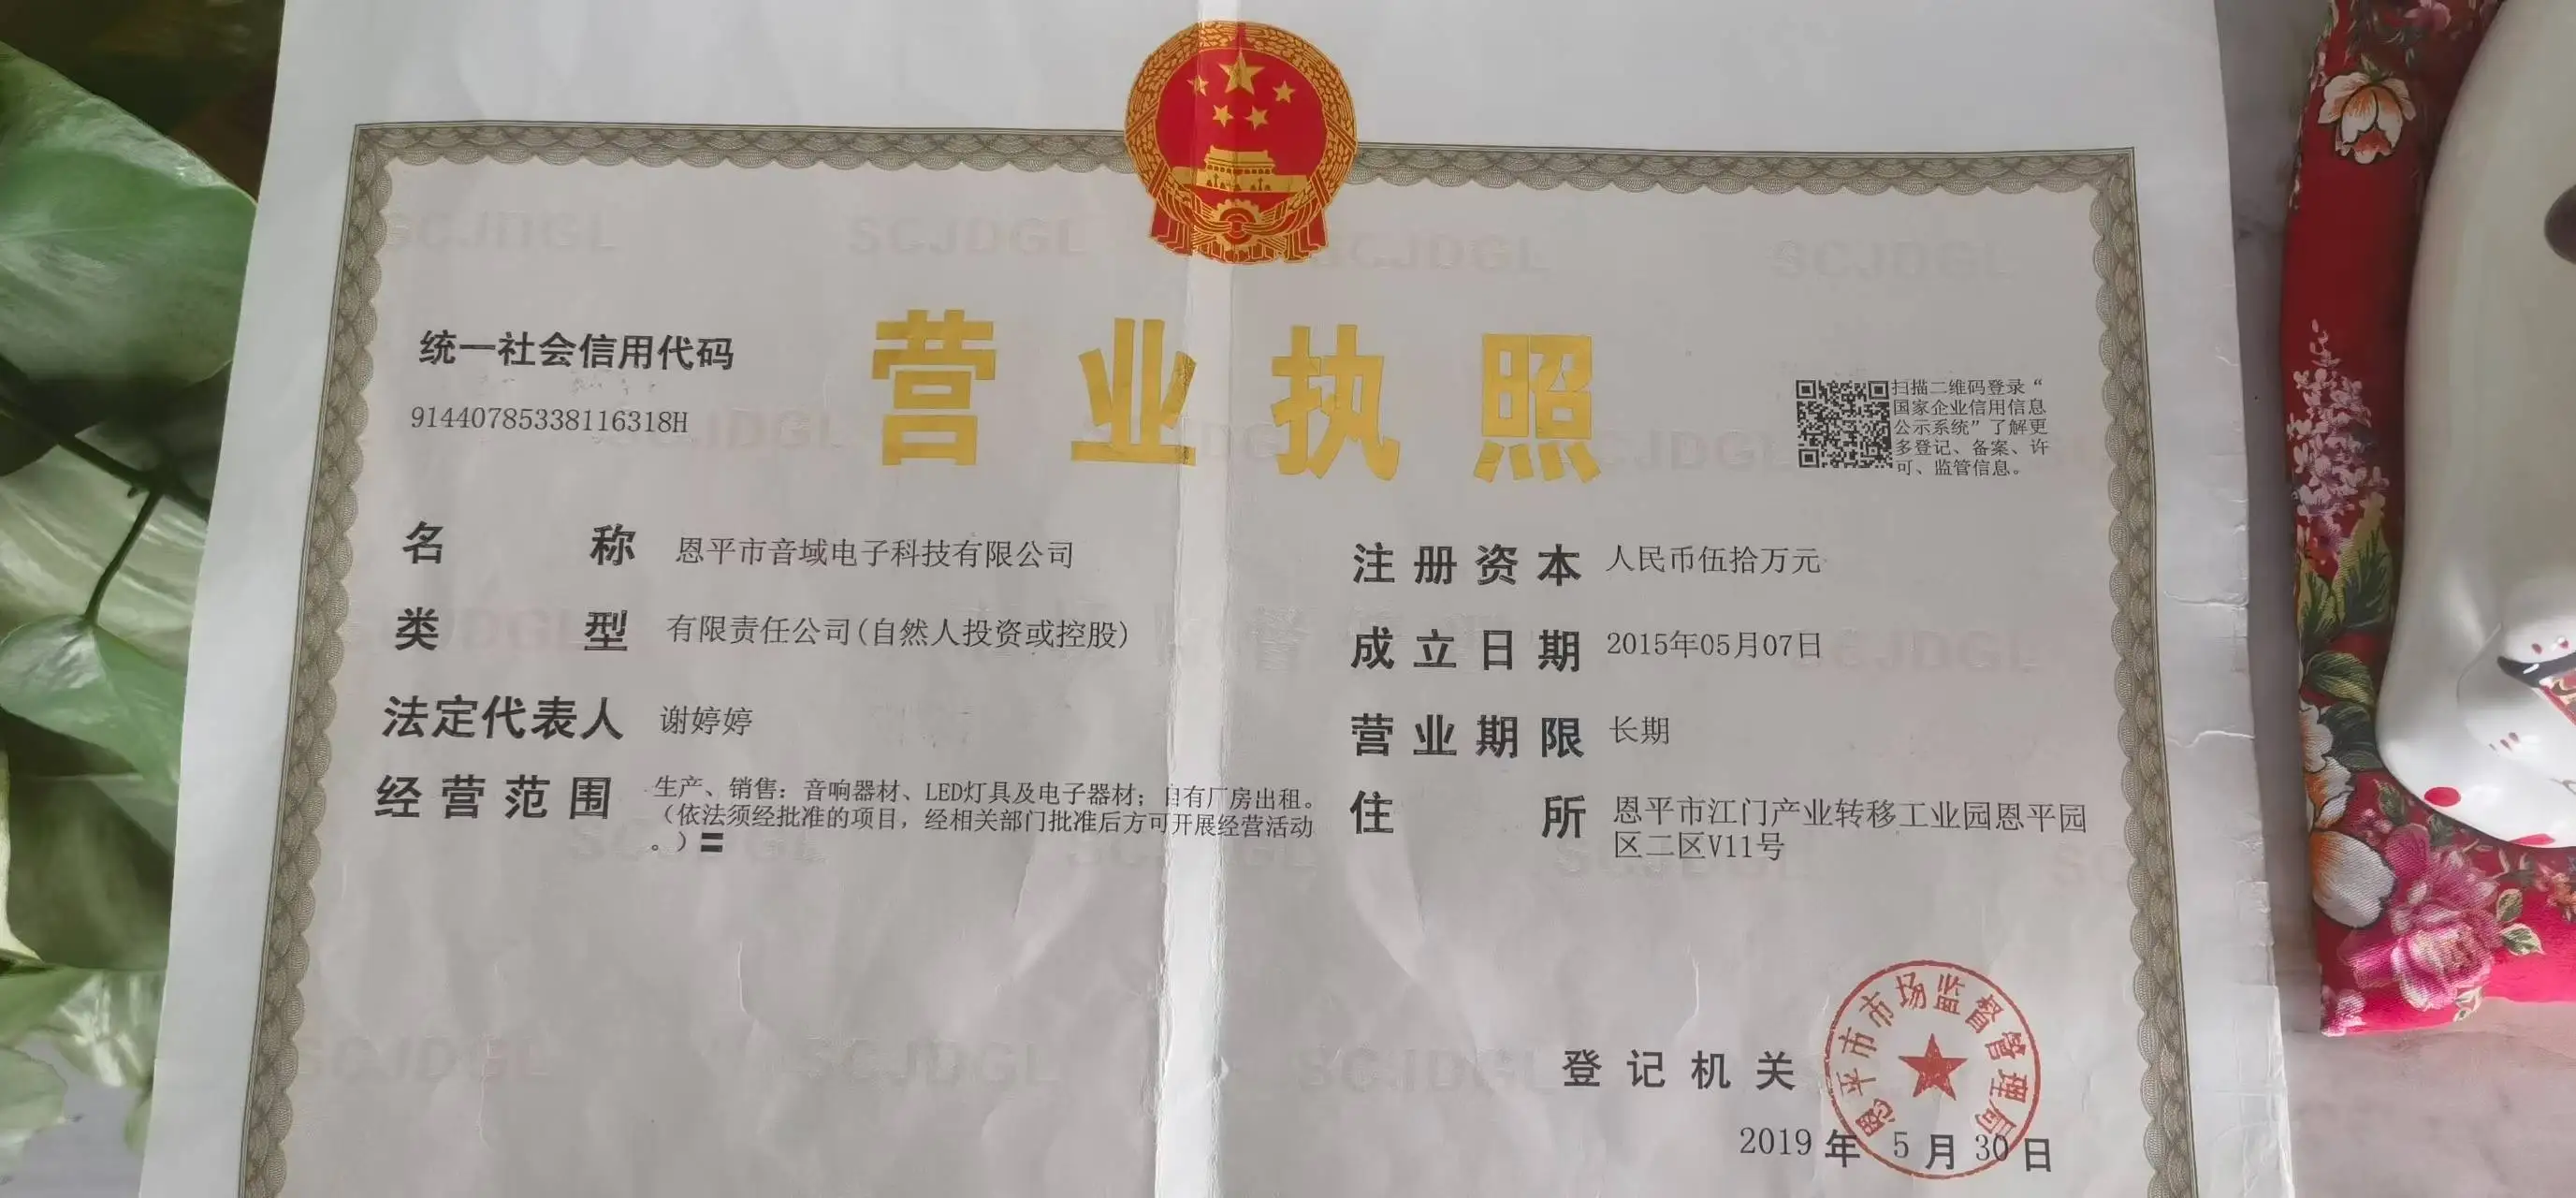 统一社会信用代码
91440785338116318H
营业执照
扫描二维码登录“
国家企业信用信息
公示系统”了解更
多登记、备案、许
可、监管信息。
名称 恩平市音域电子科技有限公司
类型 有限责任公司(自然人投资或控股)
法定代表人 谢婷婷
经营范围 生产、销售：音响器材、LED灯具及电子器材；自有厂房出租。
（依法须经批准的项目，经相关部门批准后方可开展经营活动
。）
注册资本 人民币伍拾万元
成立日期 2015年05月07日
营业期限 长期
住所 恩平市江门产业转移工业园恩平园
区二区V11号
登记机关
恩平市市场监督管理局
2019年5月30日
SCJDGL
SCJDGL
SCJDGL
SCJDGL